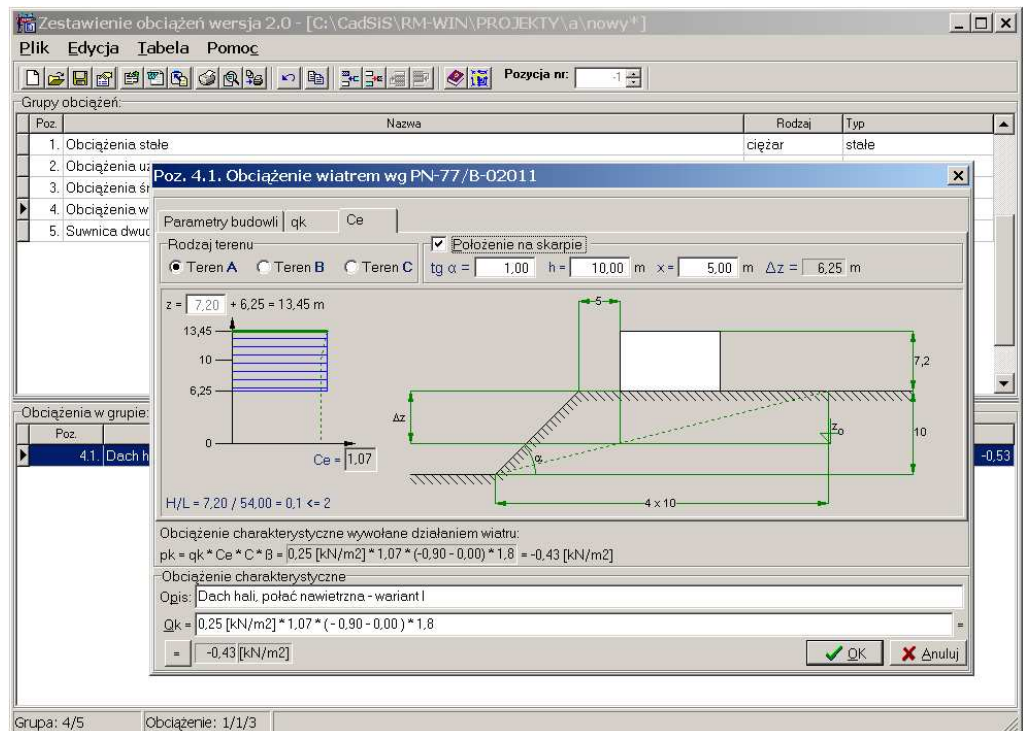 Zestawienie obciążeń wersja 2.0 - [C:\CadSiS\RM-WIN\PROJEKTY\a\nowy*]
Plik Edycja Tabela Pomoc
Pozycja nr: -1
Grupy obciążeń:
Poz. Nazwa Rodzaj Typ
1. Obciążenia stałe ciężar stałe
2. Obciążenia
3. Obciążenia
4. Obciążenia
5. Suwnica
Poz. 4.1. Obciążenie wiatrem wg PN-77/B-02011
Parametry budowli qk Ce
Rodzaj terenu
Teren A Teren B Teren C
Położenie na skarpie
tg α = 1,00 h = 10,00 m x = 5,00 m Δz = 6,25 m
z = 7,20 + 6,25 = 13,45 m
13,45
10
6,25
0
Ce = 1,07
H/L = 7,20 / 54,00 = 0,1 <= 2
5
7,2
Δz
z0
10
α
4 x 10
Obciążenia w grupie:
Poz.
4.1. Dach -0,53
Obciążenie charakterystyczne wywołane działaniem wiatru:
pk = qk * Ce * C * ß = 0,25 [kN/m2] * 1,07 * (-0,90 - 0,00) * 1,8 = -0,43 [kN/m2]
Obciążenie charakterystyczne
Opis: Dach hali, połać nawietrzna - wariant I
Qk = 0,25 [kN/m2] * 1,07 * ( - 0,90 - 0,00 ) * 1,8 =
= -0,43 [kN/m2]
OK Anuluj
Grupa: 4/5 Obciążenie: 1/1/3